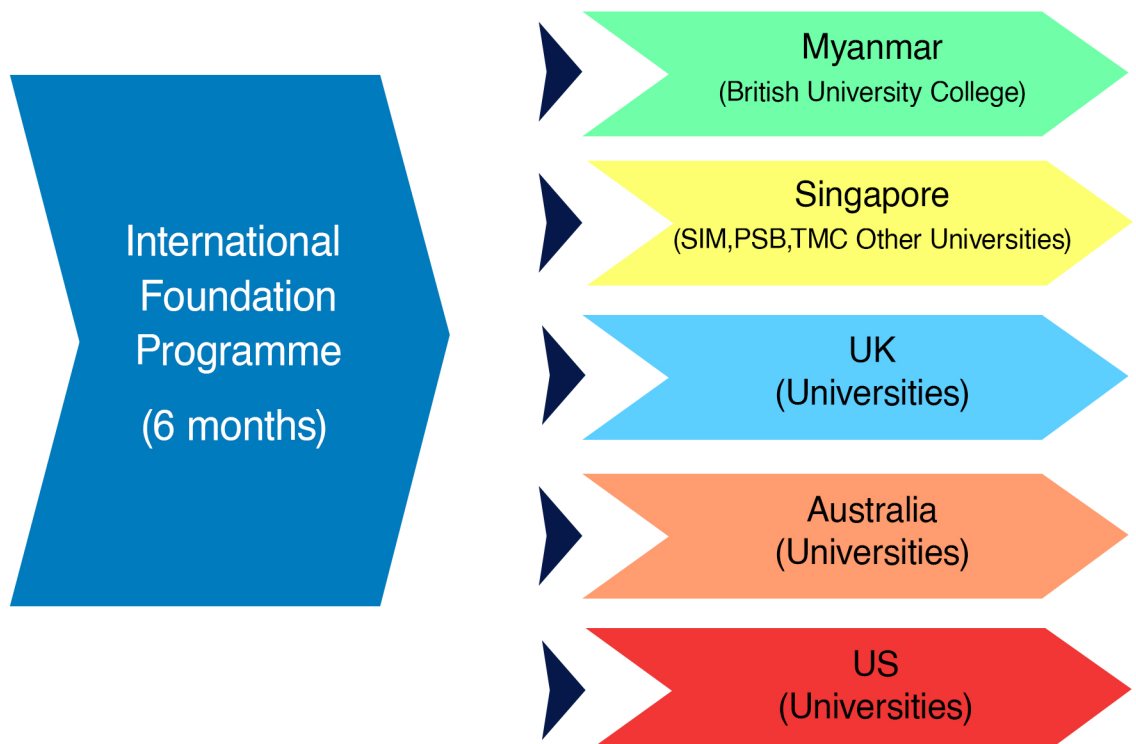 International
Foundation
Programme
(6 months)
Myanmar
(British University College)
Singapore
(SIM,PSB,TMC Other Universities)
UK
(Universities)
Australia
(Universities)
US
(Universities)